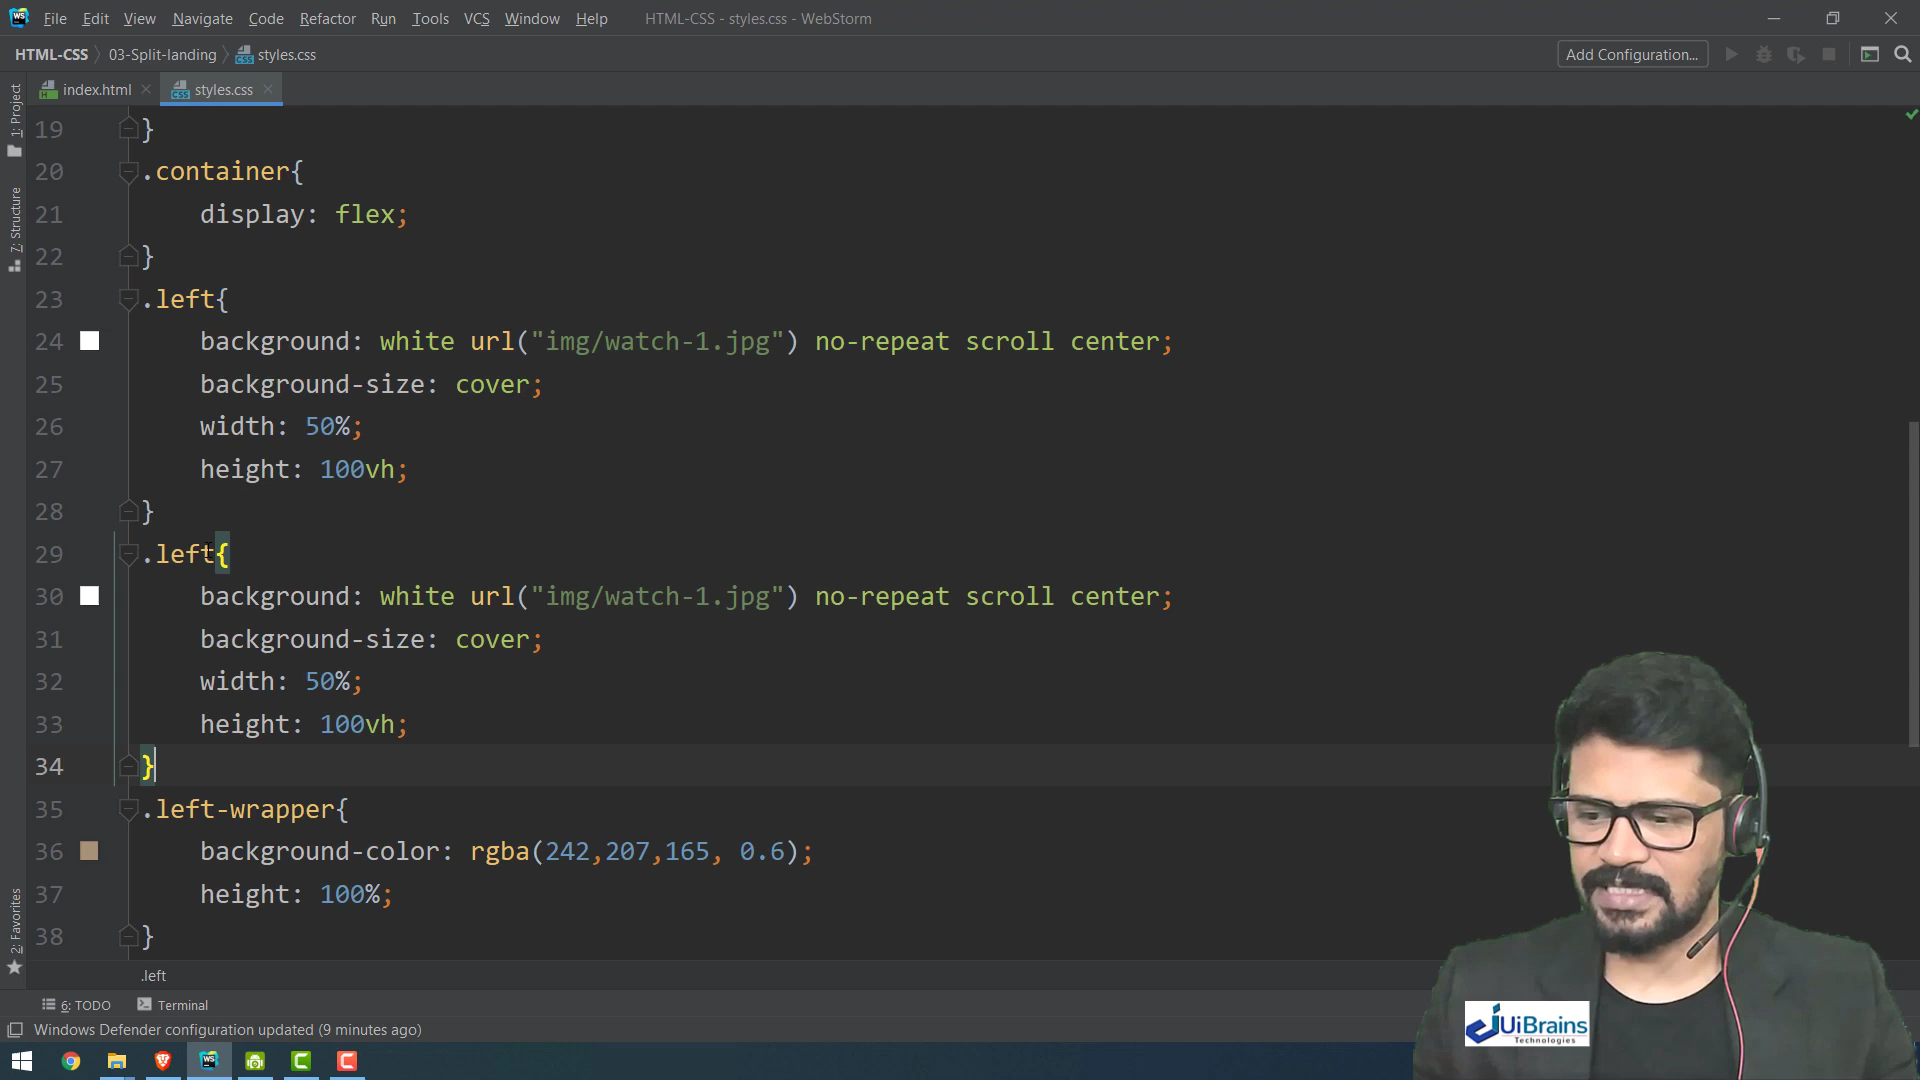 File Edit View Navigate Code Refactor Run Tools VCS Window Help HTML-CSS - styles.css - WebStorm
HTML-CSS 03-Split-landing styles.css Add Configuration...
index.html styles.css
1: Project
7: Structure
2: Favorites
19 }
20 .container{
21 display: flex;
22 }
23 .left{
24 background: white url("img/watch-1.jpg") no-repeat scroll center;
25 background-size: cover;
26 width: 50%;
27 height: 100vh;
28 }
29 .left{
30 background: white url("img/watch-1.jpg") no-repeat scroll center;
31 background-size: cover;
32 width: 50%;
33 height: 100vh;
34 }
35 .left-wrapper{
36 background-color: rgba(242,207,165, 0.6);
37 height: 100%;
38 }
.left
6: TODO Terminal
Windows Defender configuration updated (9 minutes ago)
UiBrains
Technologies